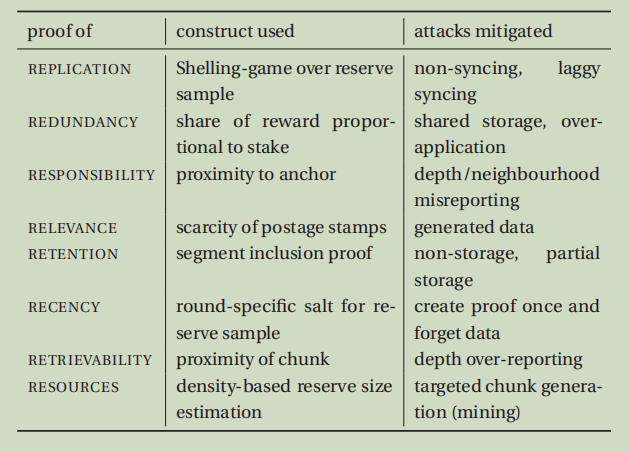 proof of construct used attacks mitigated
REPLICATION Shelling-game over reserve non-syncing, laggy
sample syncing
REDUNDANCY share of reward propor- shared storage, over-
tional to stake application
RESPONSIBILITY proximity to anchor depth/neighbourhood
misreporting
RELEVANCE scarcity of postage stamps generated data
RETENTION segment inclusion proof non-storage, partial
storage
RECENCY round-specific salt for re- create proof once and
serve sample forget data
RETRIEVABILITY proximity of chunk depth over-reporting
RESOURCES density-based reserve size targeted chunk genera-
estimation tion (mining)